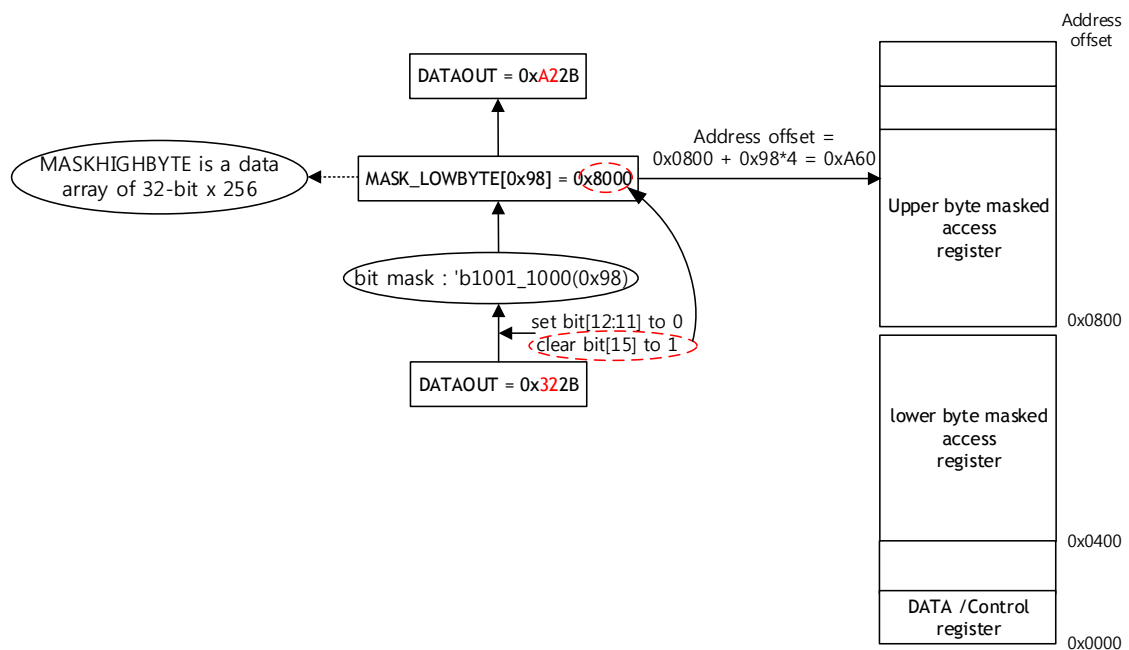 Address
offset
DATAOUT = 0xA22B
Address offset =
0x0800 + 0x98*4 = 0xA60
MASKHIGHBYTE is a data
array of 32-bit x 256
MASK_LOWBYTE[0x98] = 0x8000
Upper byte masked
access
register
bit mask : 'b1001_1000(0x98)
set bit[12:11] to 0
0x0800
clear bit[15] to 1
DATAOUT = 0x322B
lower byte masked
access
register
0x0400
DATA /Control
register
0x0000